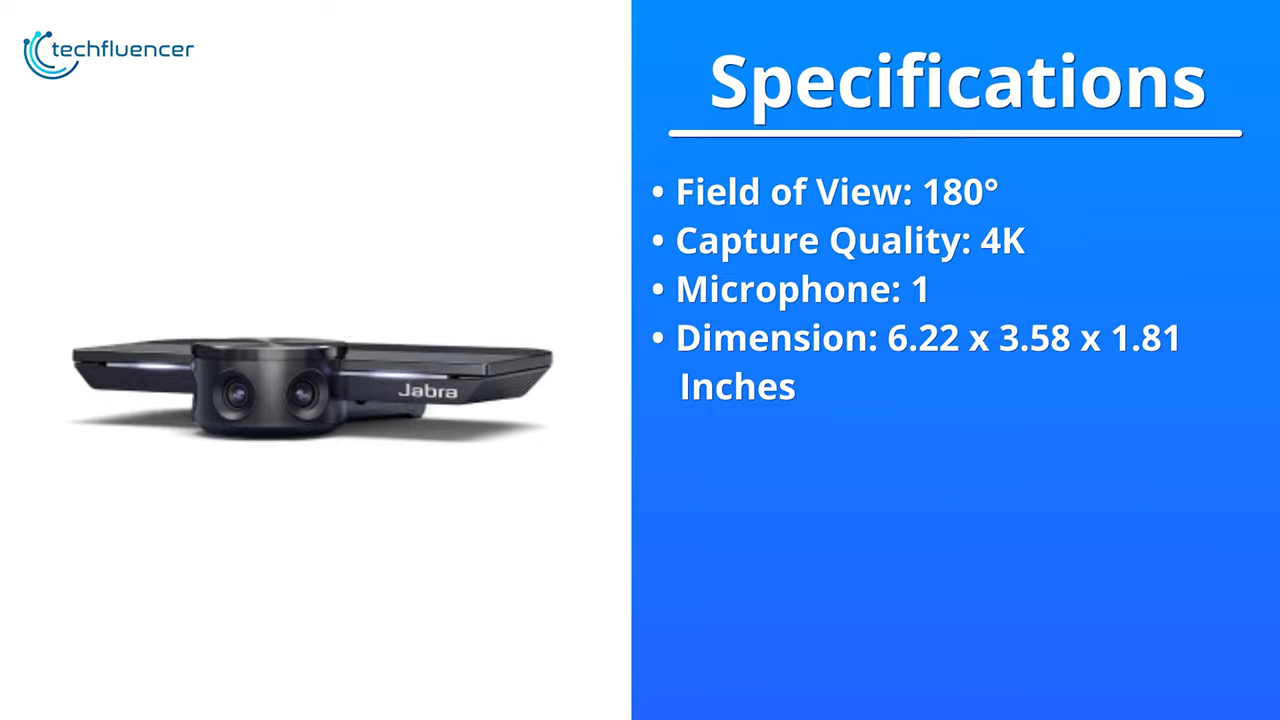 techfluencer
Specifications
• Field of View: 180°
• Capture Quality: 4K
• Microphone: 1
• Dimension: 6.22 x 3.58 x 1.81
Inches
Jabra